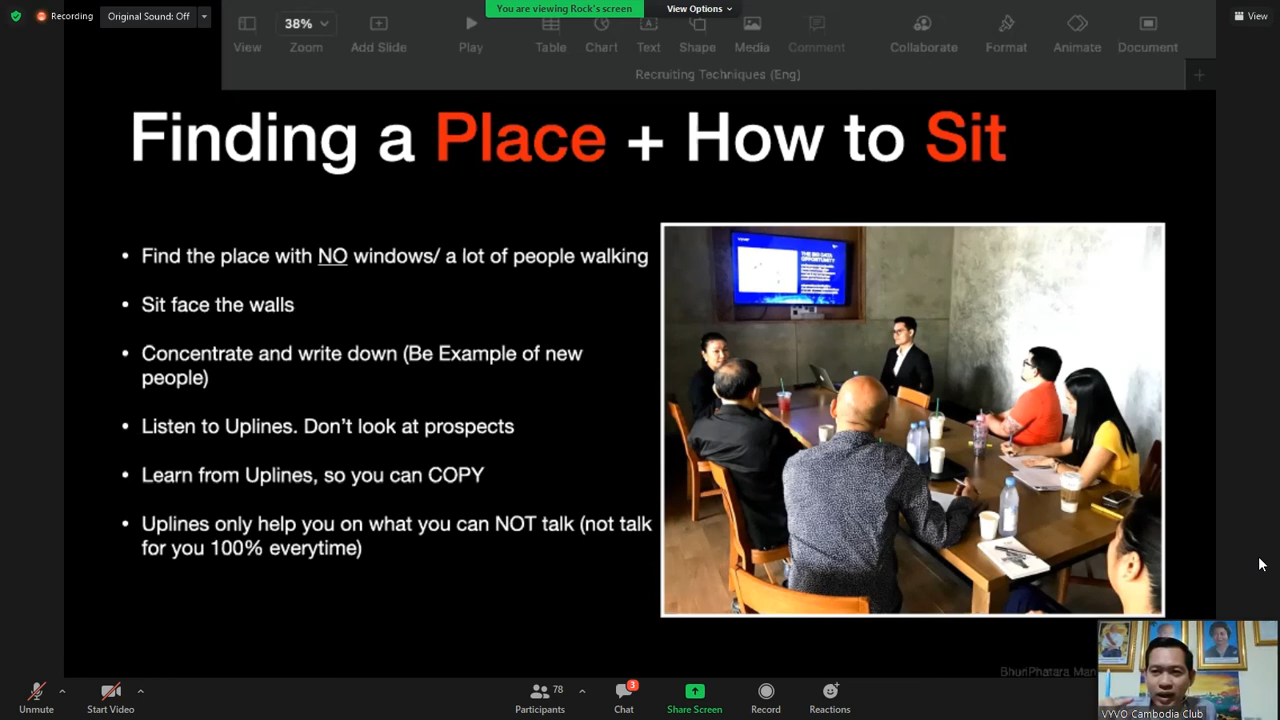 Recording
Original Sound: Off
You are viewing Rock's screen
View Options
View
38%
View
Zoom
Add Slide
Play
Table
Chart
Text
Shape
Media
Comment
Collaborate
Format
Animate
Document
Recruiting Techniques (Eng)
Finding a Place + How to Sit
• Find the place with NO windows/ a lot of people walking
• Sit face the walls
• Concentrate and write down (Be Example of new
people)
• Listen to Uplines. Don't look at prospects
• Learn from Uplines, so you can COPY
• Uplines only help you on what you can NOT talk (not talk
for you 100% everytime)
THE BIG DATA
OPPORTUNITY
BhuriPhatara Man
VYVO Cambodia Club
Unmute
Start Video
78
Participants
3
Chat
Share Screen
Record
Reactions